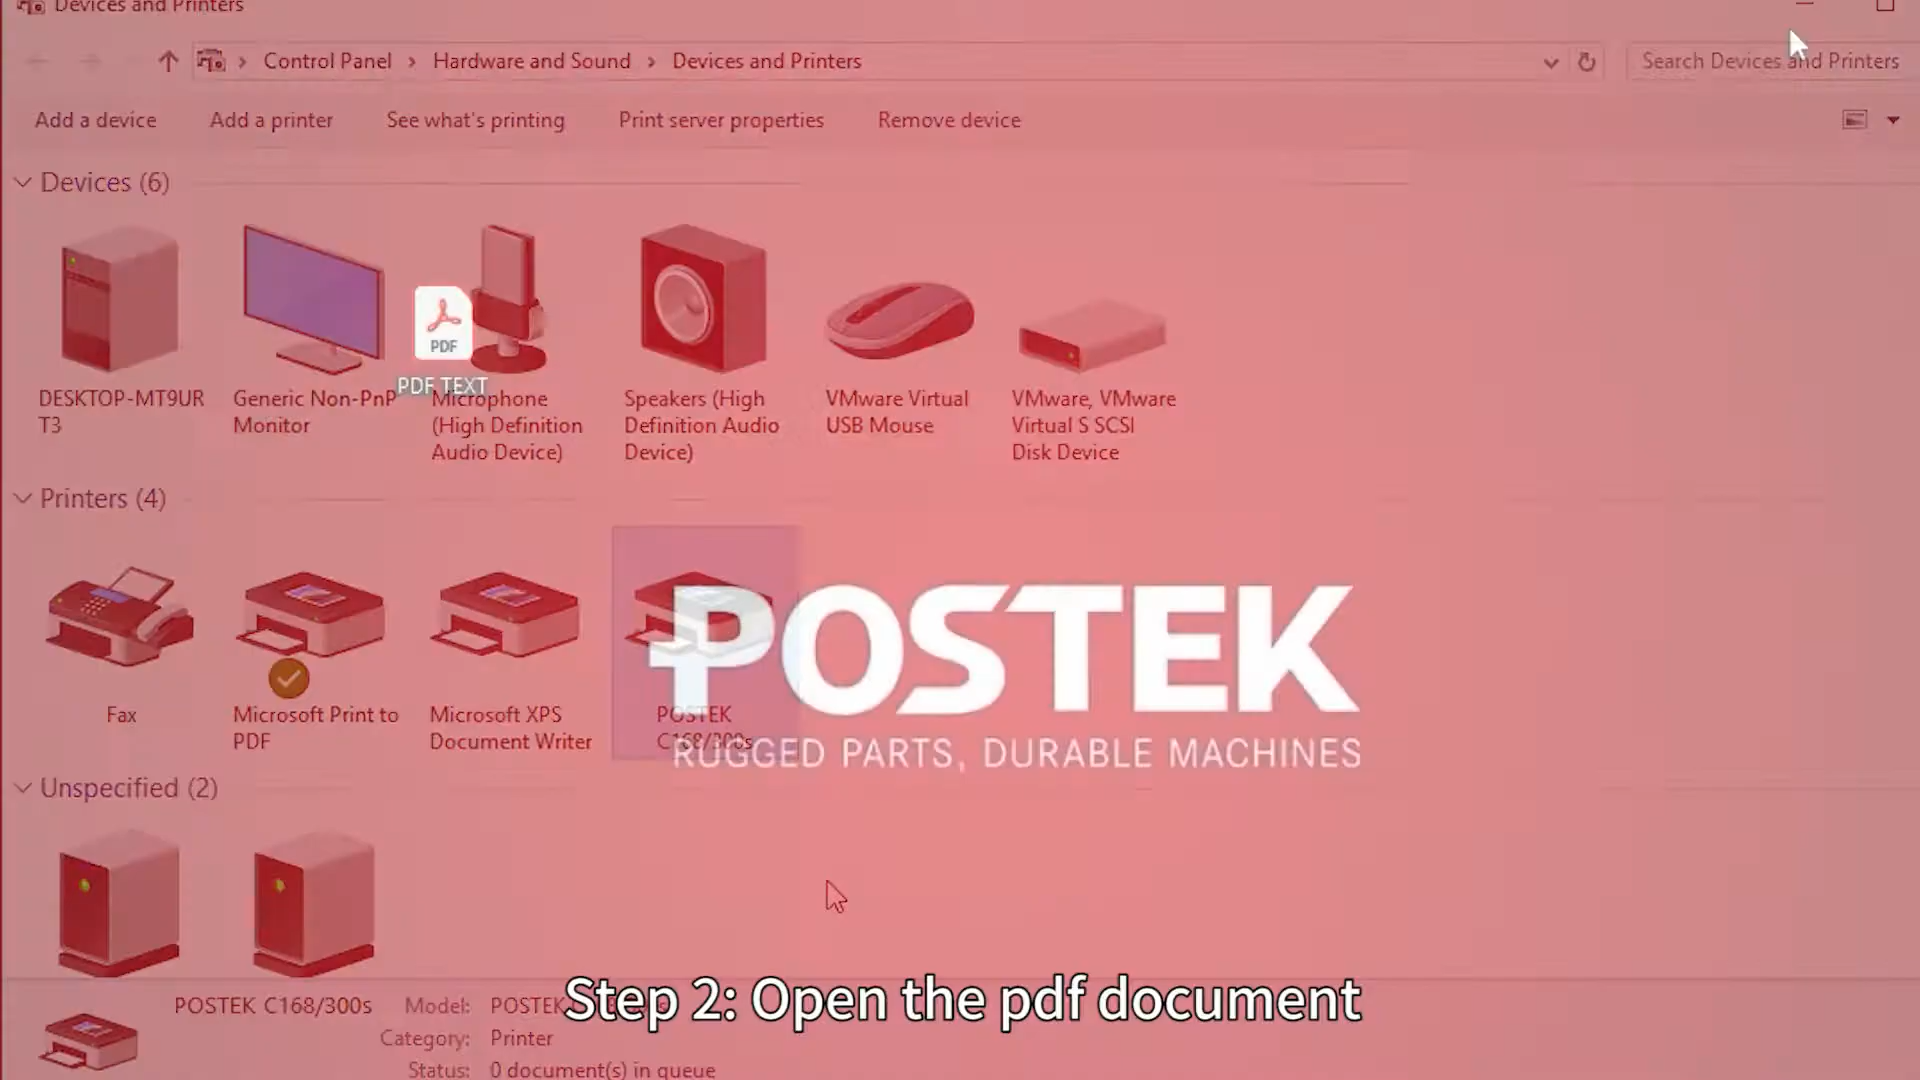 Devices and Printers
Control Panel > Hardware and Sound > Devices and Printers
Search Devices and Printers
Add a device
Add a printer
See what's printing
Print server properties
Remove device
Devices (6)
DESKTOP-MT9UR
T3
Generic Non-PnP
Monitor
PDF
PDF TEXT
Microphone
(High Definition
Audio Device)
Speakers (High
Definition Audio
Device)
VMware Virtual
USB Mouse
VMware, VMware
Virtual S SCSI
Disk Device
Printers (4)
Fax
Microsoft Print to
PDF
Microsoft XPS
Document Writer
POSTEK
C168/300s
POSTEK
RUGGED PARTS, DURABLE MACHINES
Unspecified (2)
POSTEK C168/300s
Model: POSTEK
Category: Printer
Status: 0 document(s) in queue
Step 2: Open the pdf document